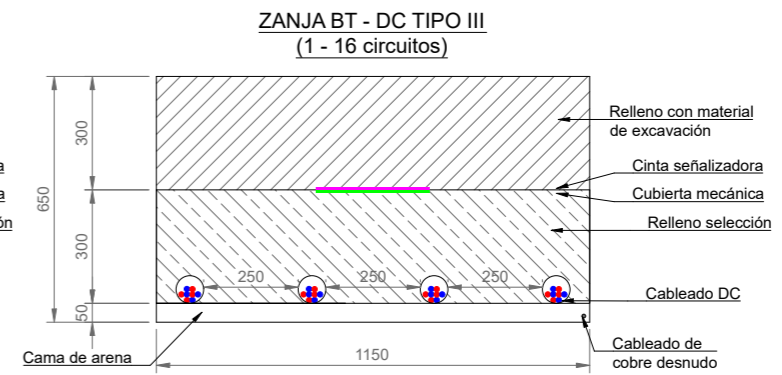 ZANJA BT - DC TIPO III
(1 - 16 circuitos)
300
650
300
50
250
250
250
1150
Relleno con material
de excavación
Cinta señalizadora
Cubierta mecánica
Relleno selección
Cableado DC
Cableado de
cobre desnudo
Cama de arena
a
a
ón